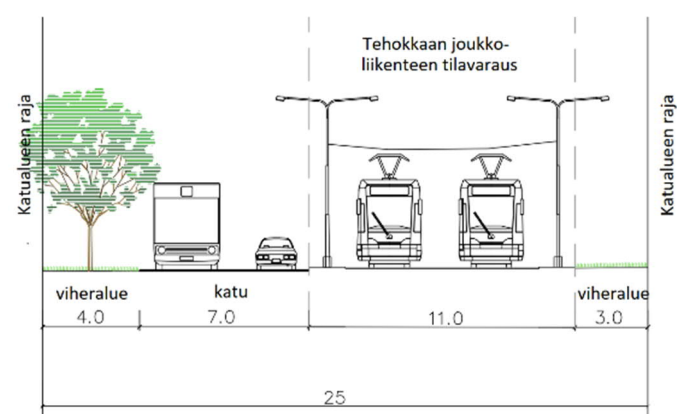 Tehokkaan joukko-
liikenteen tilavaraus
Katualueen raja
Katualueen raja
viheralue
katu
viheralue
4.0
7.0
11.0
3.0
25